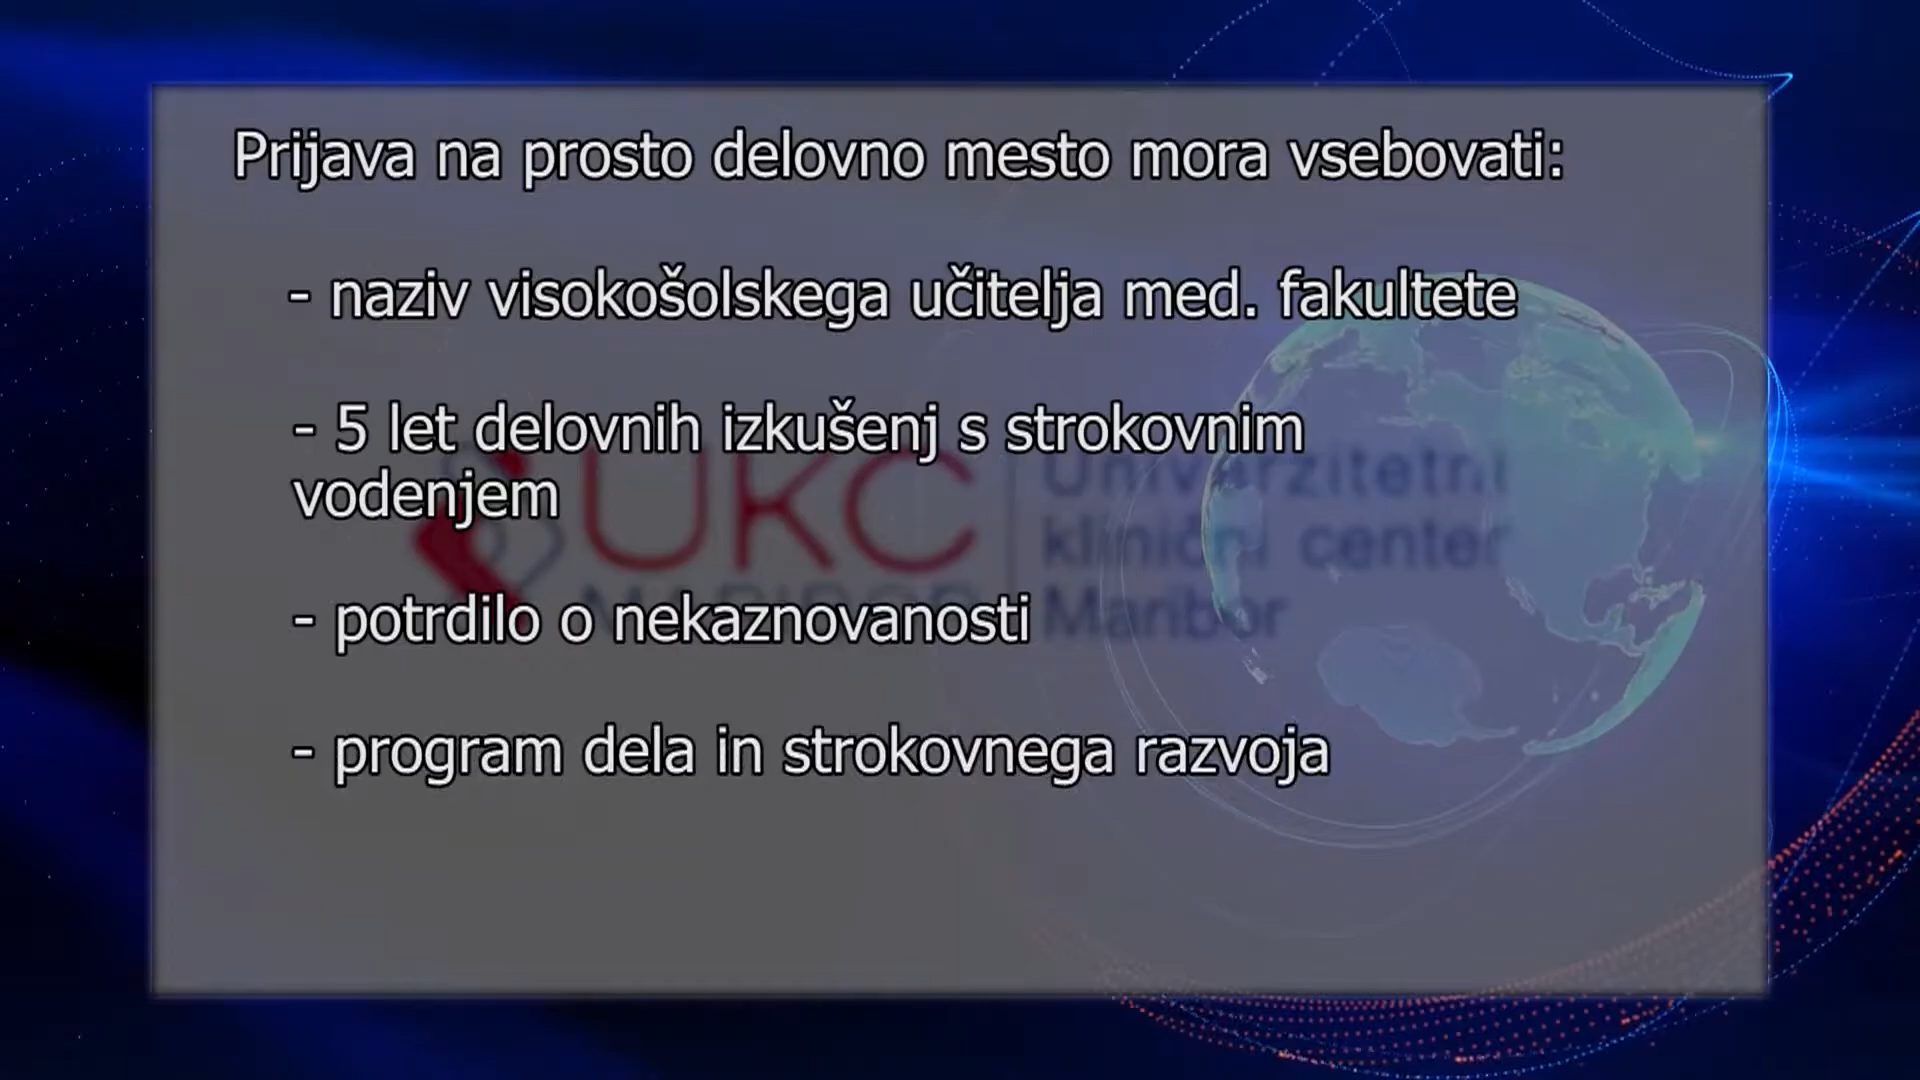 Prijava na prosto delovno mesto mora vsebovati:
- naziv visokošolskega učitelja med. fakultete
- 5 let delovnih izkušenj s strokovnim
vodenjem
- potrdilo o nekaznovanosti
- program dela in strokovnega razvoja
UKC
MARIBOR
Univerzitetni
klinični center
Maribor